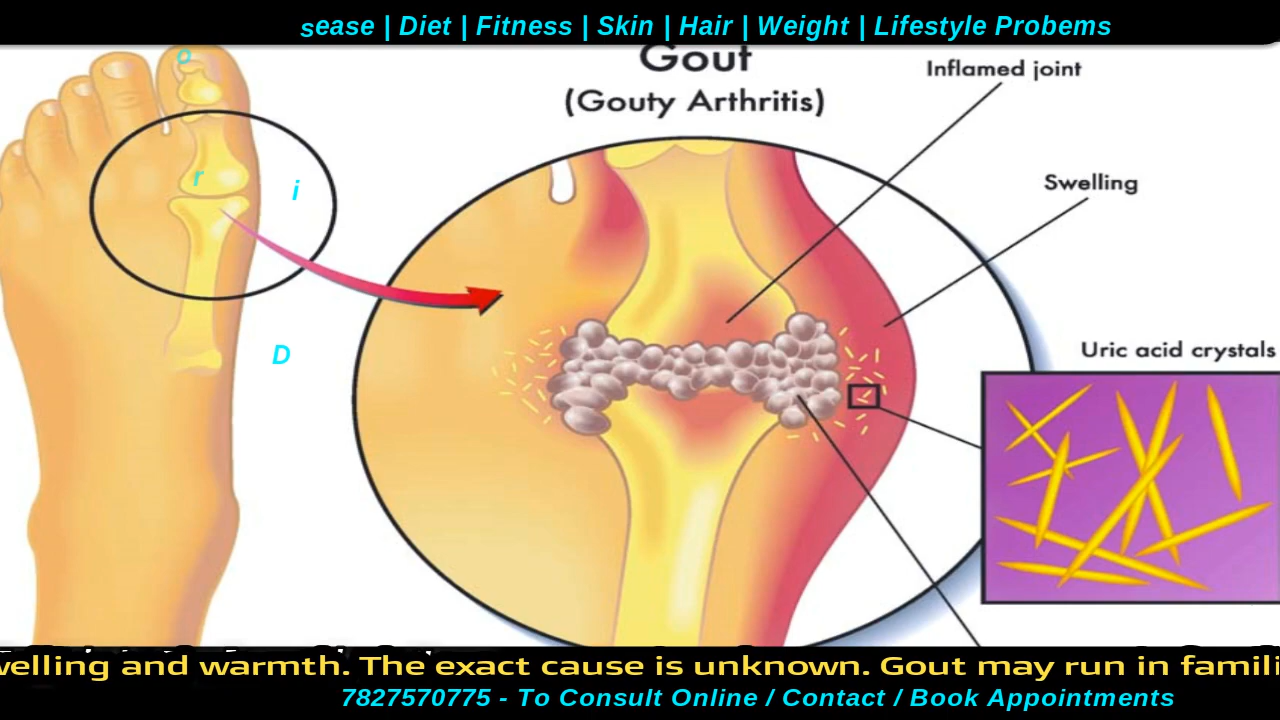 sease | Diet | Fitness | Skin | Hair | Weight | Lifestyle Probems
Gout
(Gouty Arthritis)
Inflamed joint
Swelling
Uric acid crystals
o
r
i
D
welling and warmth. The exact cause is unknown. Gout may run in famili
7827570775 - To Consult Online / Contact / Book Appointments